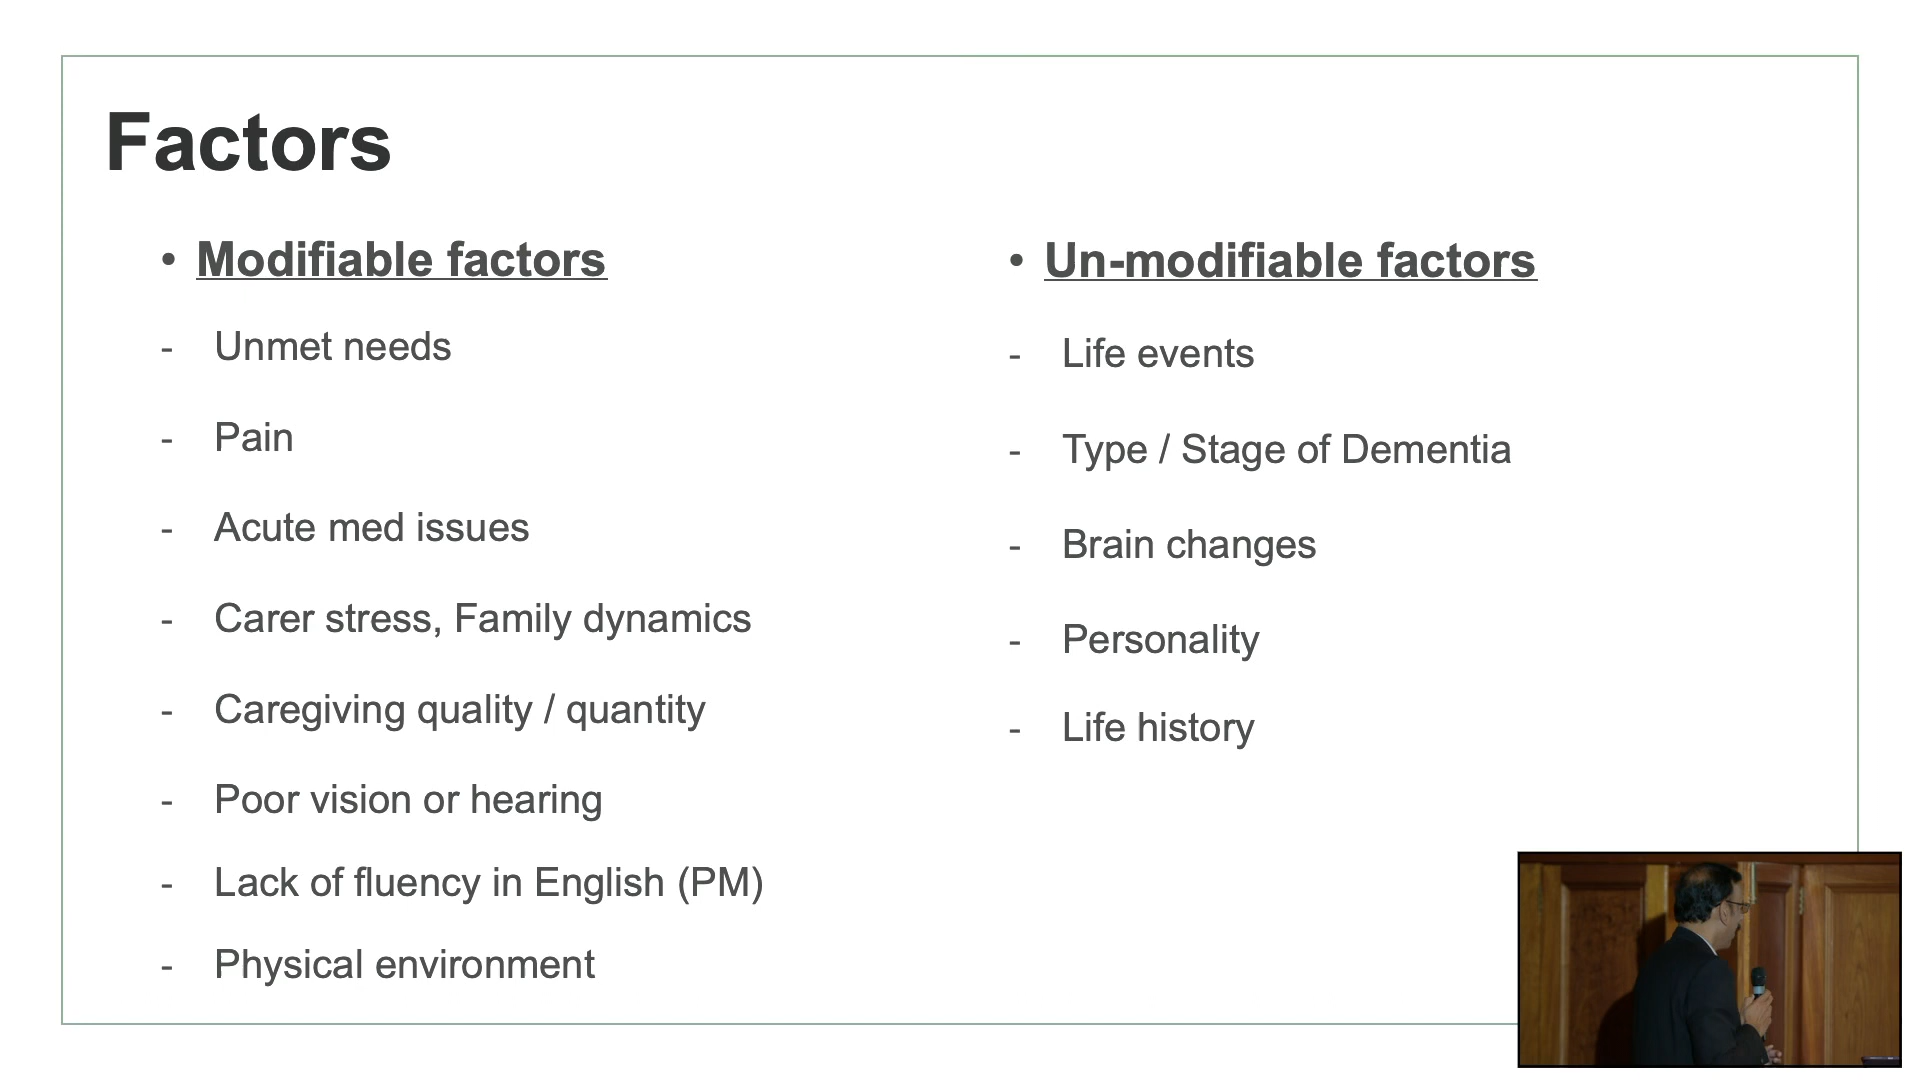 Factors
• Modifiable factors
- Unmet needs
- Pain
- Acute med issues
- Carer stress, Family dynamics
- Caregiving quality / quantity
- Poor vision or hearing
- Lack of fluency in English (PM)
- Physical environment
• Un-modifiable factors
- Life events
- Type / Stage of Dementia
- Brain changes
- Personality
- Life history